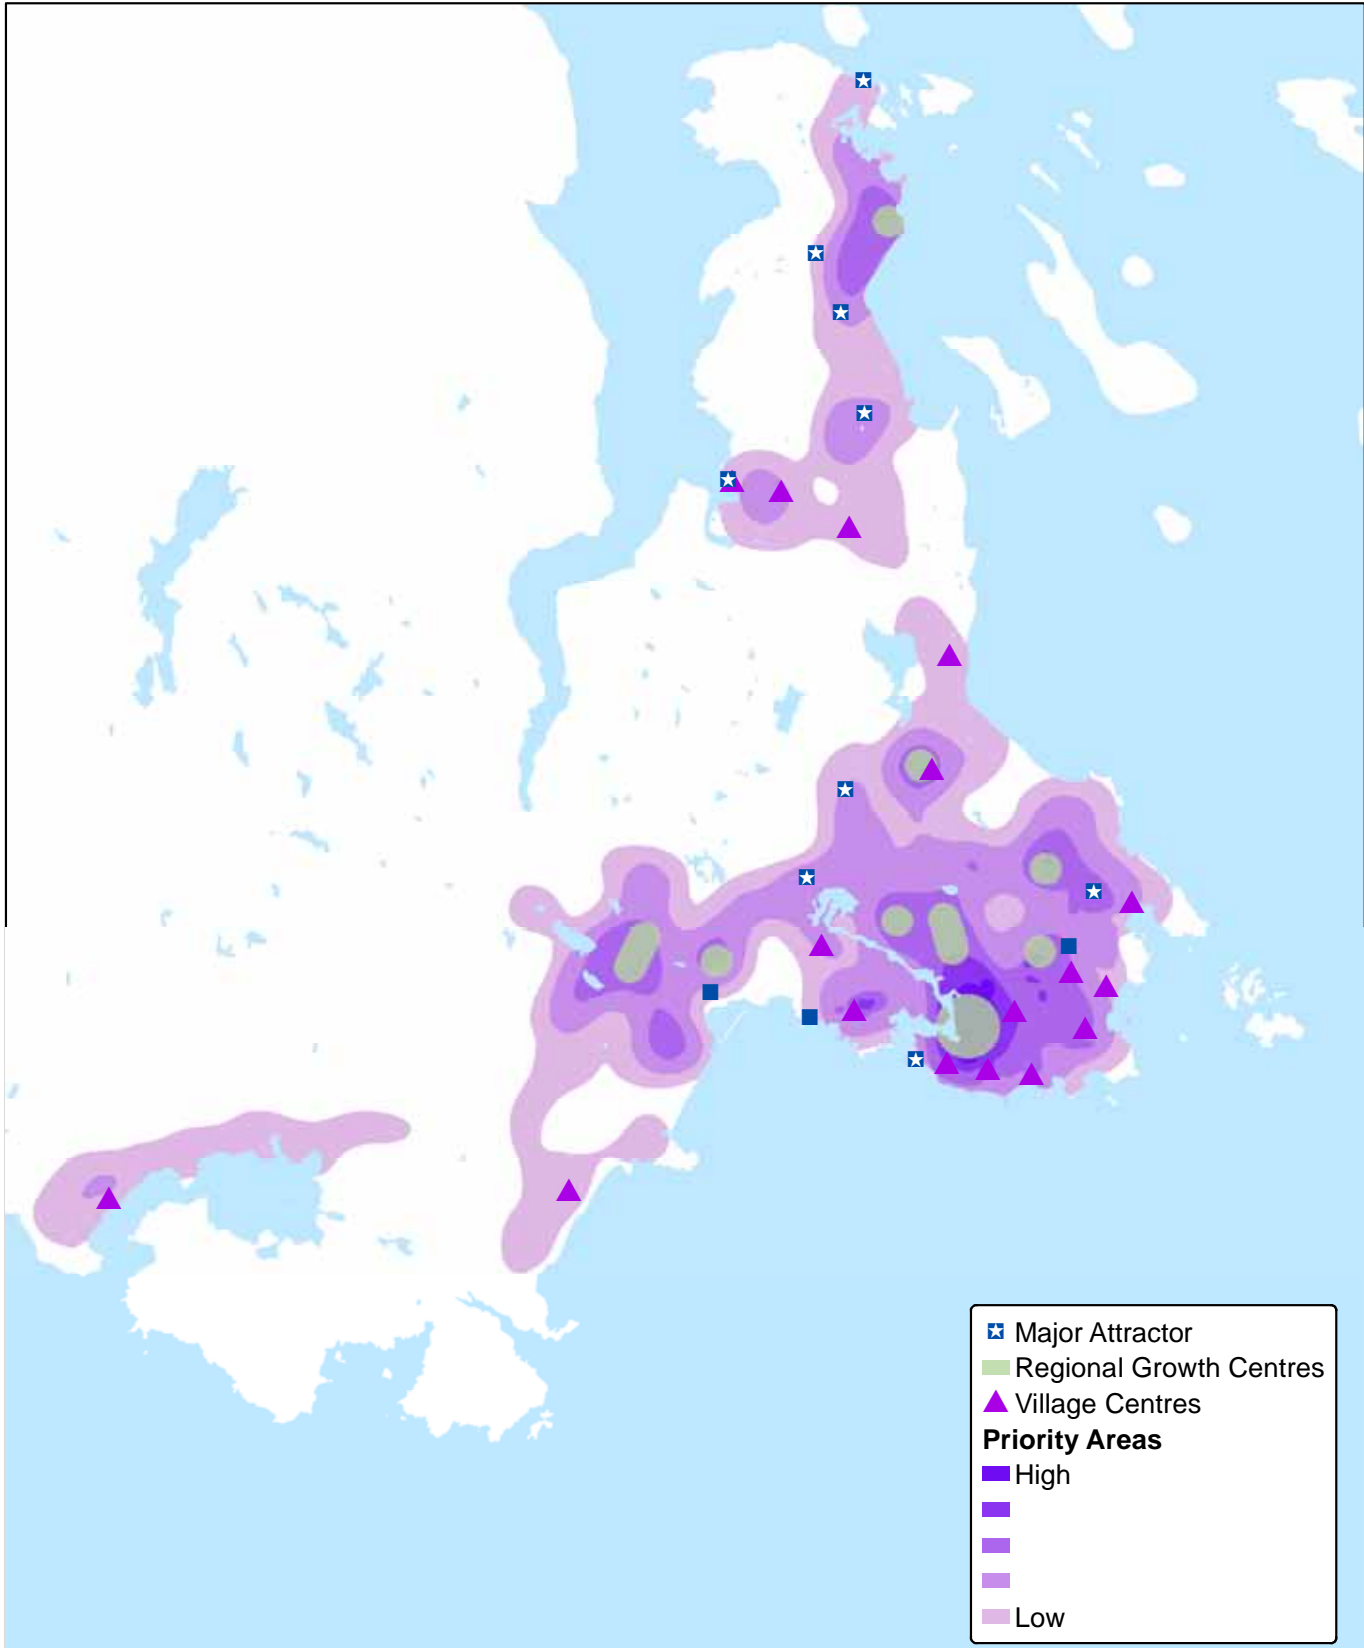 Major Attractor
Regional Growth Centres
Village Centres
Priority Areas
High
Low